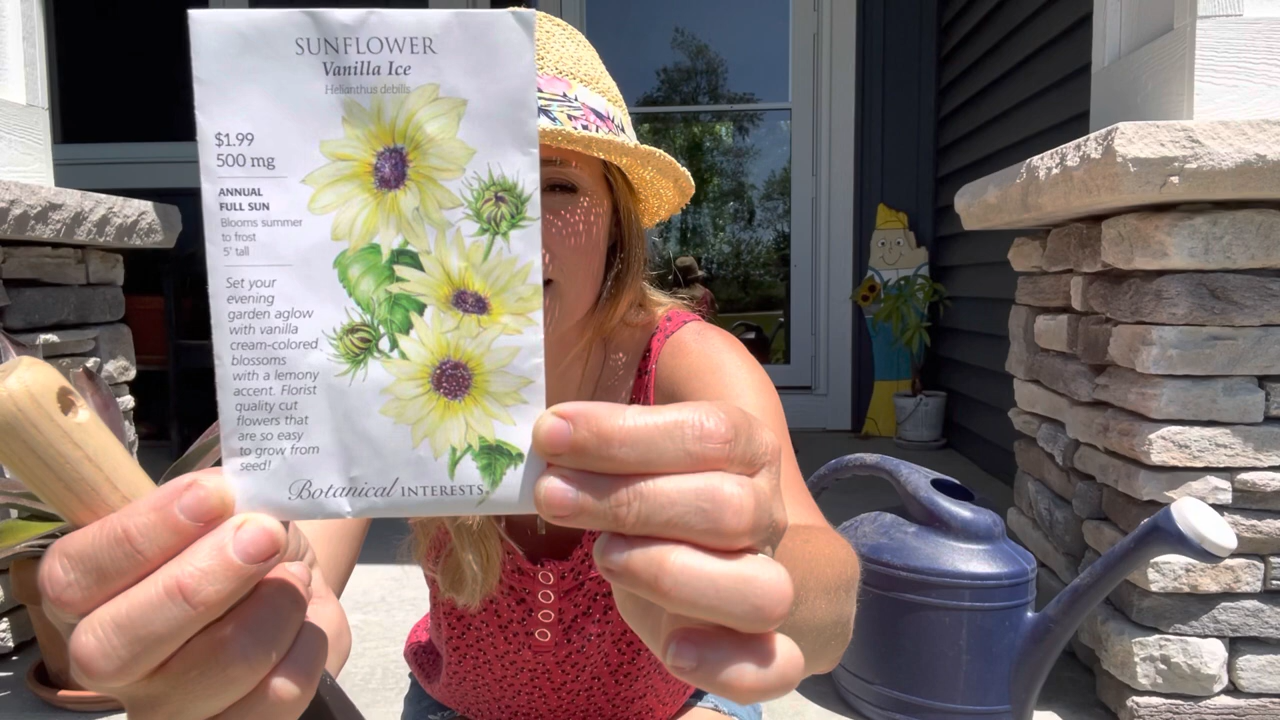 SUNFLOWER
Vanilla Ice
Helianthus debilis
$1.99
500 mg
ANNUAL
FULL SUN
Blooms summer
to frost
5' tall
Set your
evening
garden aglow
with vanilla
cream-colored
blossoms
with a lemony
accent. Florist
quality cut
flowers that
are so easy
to grow from
seed!
Botanical INTERESTS®